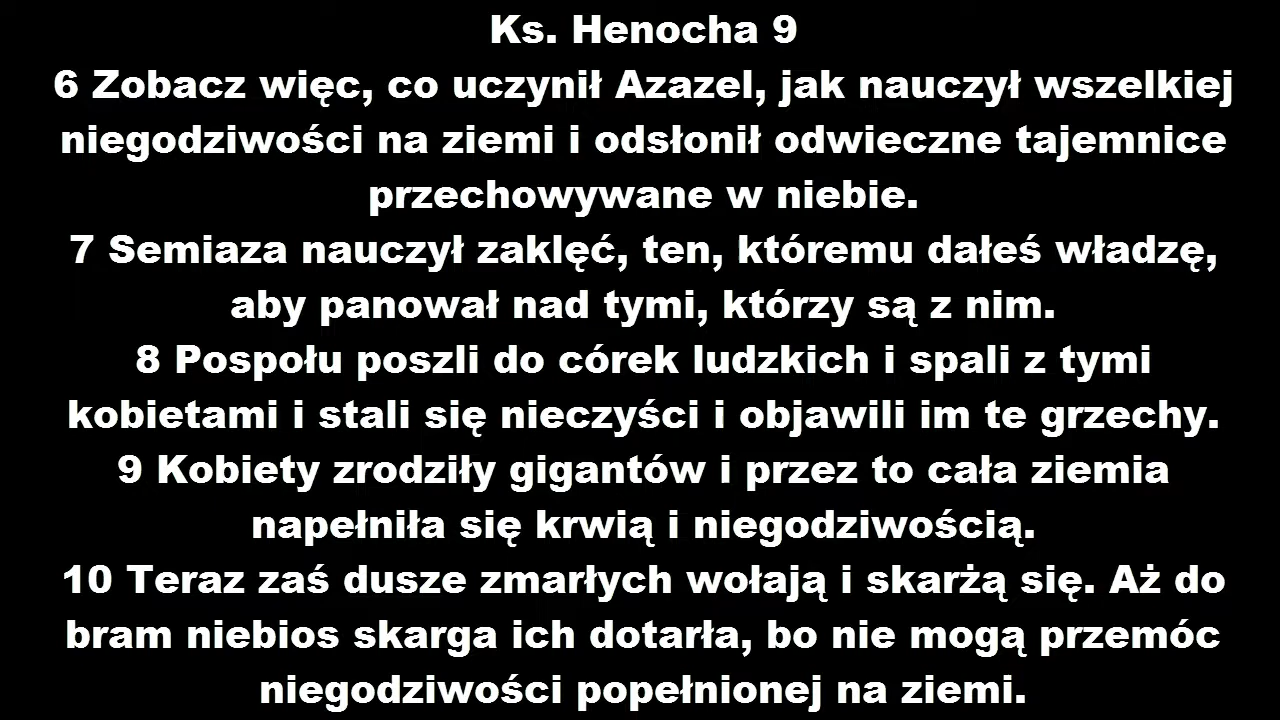 Ks. Henocha 9
6 Zobacz więc, co uczynił Azazel, jak nauczył wszelkiej
niegodziwości na ziemi i odsłonił odwieczne tajemnice
przechowywane w niebie.
7 Semiaza nauczył zaklęć, ten, któremu dałeś władzę,
aby panował nad tymi, którzy są z nim.
8 Pospołu poszli do córek ludzkich i spali z tymi
kobietami i stali się nieczyści i objawili im te grzechy.
9 Kobiety zrodziły gigantów i przez to cała ziemia
napełniła się krwią i niegodziwością.
10 Teraz zaś dusze zmarłych wołają i skarżą się. Aż do
bram niebios skarga ich dotarła, bo nie mogą przemóc
niegodziwości popełnionej na ziemi.